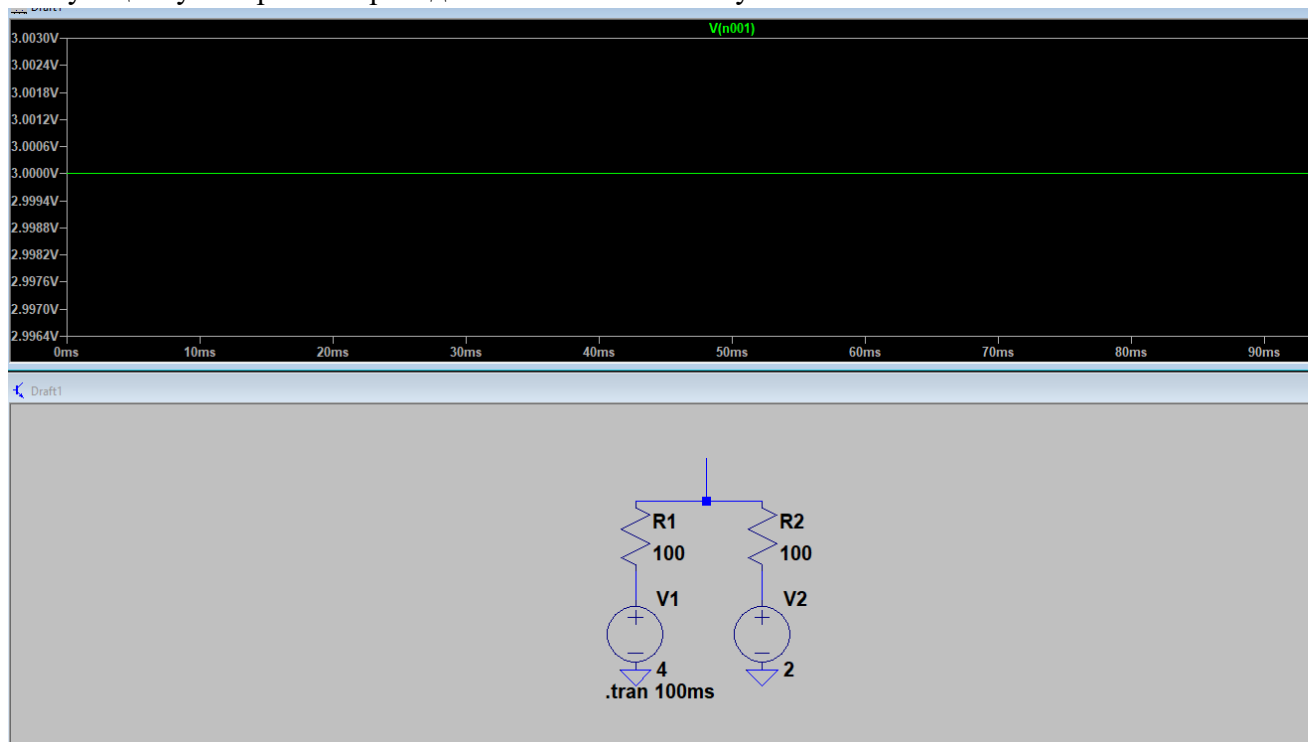 V(n001)
3.0030V
3.0024V
3.0018V
3.0012V
3.0006V
3.0000V
2.9994V
2.9988V
2.9982V
2.9976V
2.9970V
2.9964V
0ms 10ms 20ms 30ms 40ms 50ms 60ms 70ms 80ms 90ms
Draft1
R1 R2
100 100
V1 V2
4 2
.tran 100ms